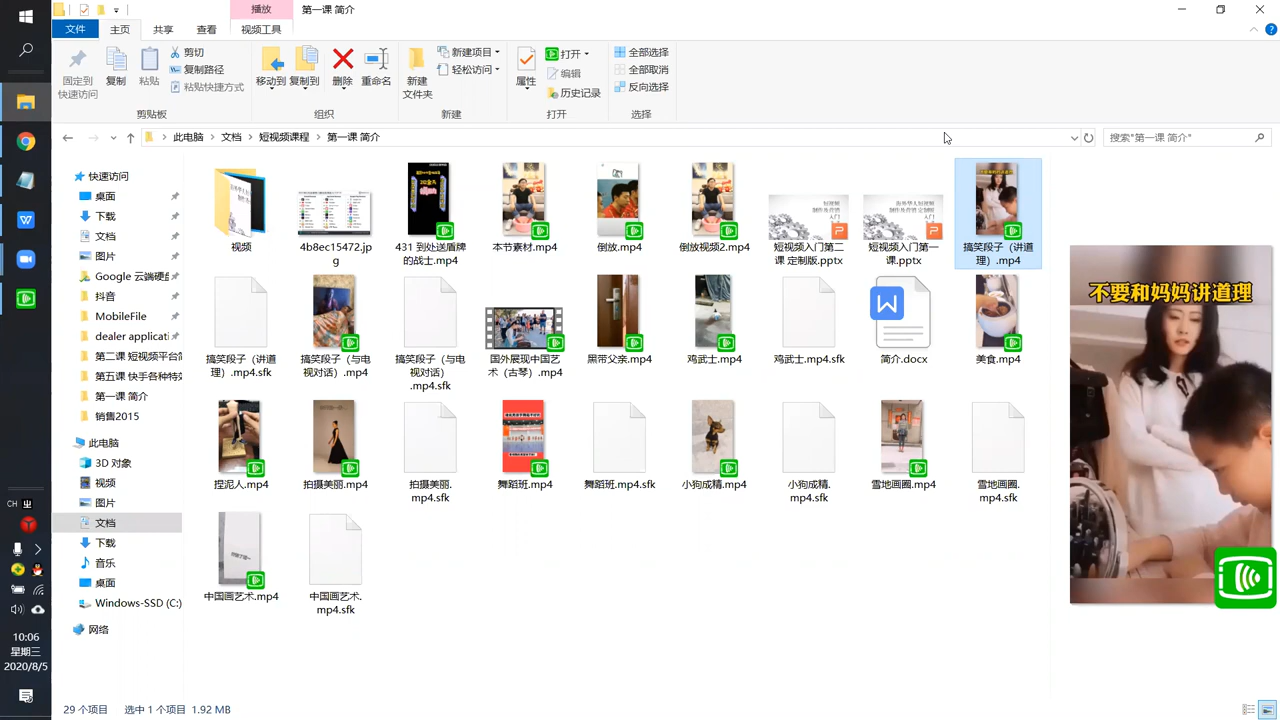 播放
第一课 简介
文件
主页
共享
查看
视频工具
固定到
快速访问
复制
粘贴
剪切
复制路径
粘贴快捷方式
剪贴板
移动到
复制到
删除
重命名
组织
新建
文件夹
新建项目
轻松访问
新建
属性
打开
编辑
历史记录
打开
全部选择
全部取消
反向选择
选择
此电脑 > 文档 > 短视频课程 > 第一课 简介
搜索"第一课 简介"
快速访问
桌面
下载
文档
图片
Google 云端硬
抖音
MobileFile
dealer applicati
第二课 短视频平台
第五课 快手各种特
第一课 简介
销售2015
此电脑
3D 对象
视频
图片
文档
下载
音乐
桌面
Windows-SSD (C:)
网络
视频
4b8ec15472.jp
g
431 到处送盾牌
的战士.mp4
本节素材.mp4
倒放.mp4
倒放视频2.mp4
短视频入门第二
课 定制版.pptx
短视频入门第一
课.pptx
搞笑段子（讲道
理）.mp4
搞笑段子（讲道
理）.mp4.sfk
搞笑段子（与电
视对话）.mp4
搞笑段子（与电
视对话）
.mp4.sfk
国外展现中国艺
术（古琴）.mp4
黑带父亲.mp4
鸡武士.mp4
鸡武士.mp4.sfk
简介.docx
美食.mp4
捏泥人.mp4
拍摄美丽.mp4
拍摄美丽.
mp4.sfk
舞蹈班.mp4
舞蹈班.mp4.sfk
小狗成精.mp4
小狗成精.
mp4.sfk
雪地画圈.mp4
雪地画圈.
mp4.sfk
中国画艺术.mp4
中国画艺术.
mp4.sfk
不要和妈妈讲道理
CH
10:06
星期三
2020/8/5
29 个项目
选中 1 个项目 1.92 MB